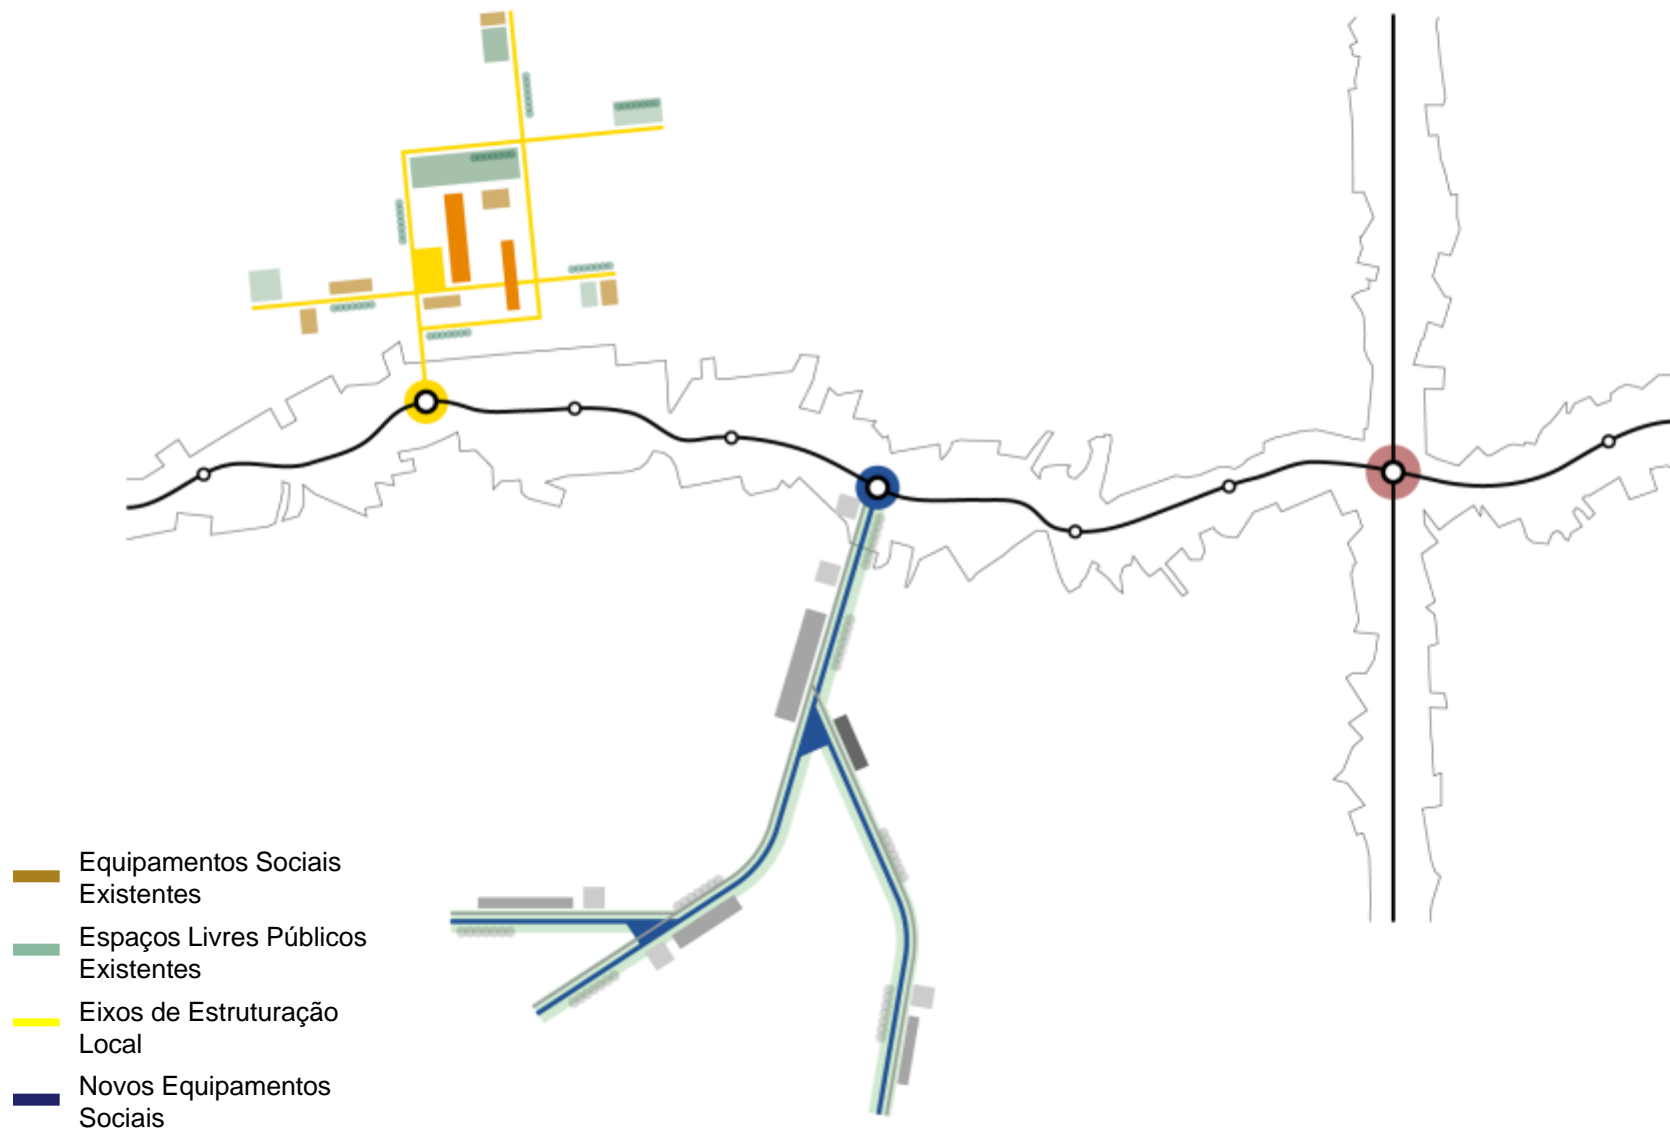 Equipamentos Sociais
Existentes
Espaços Livres Públicos
Existentes
Eixos de Estruturação
Local
Novos Equipamentos
Sociais